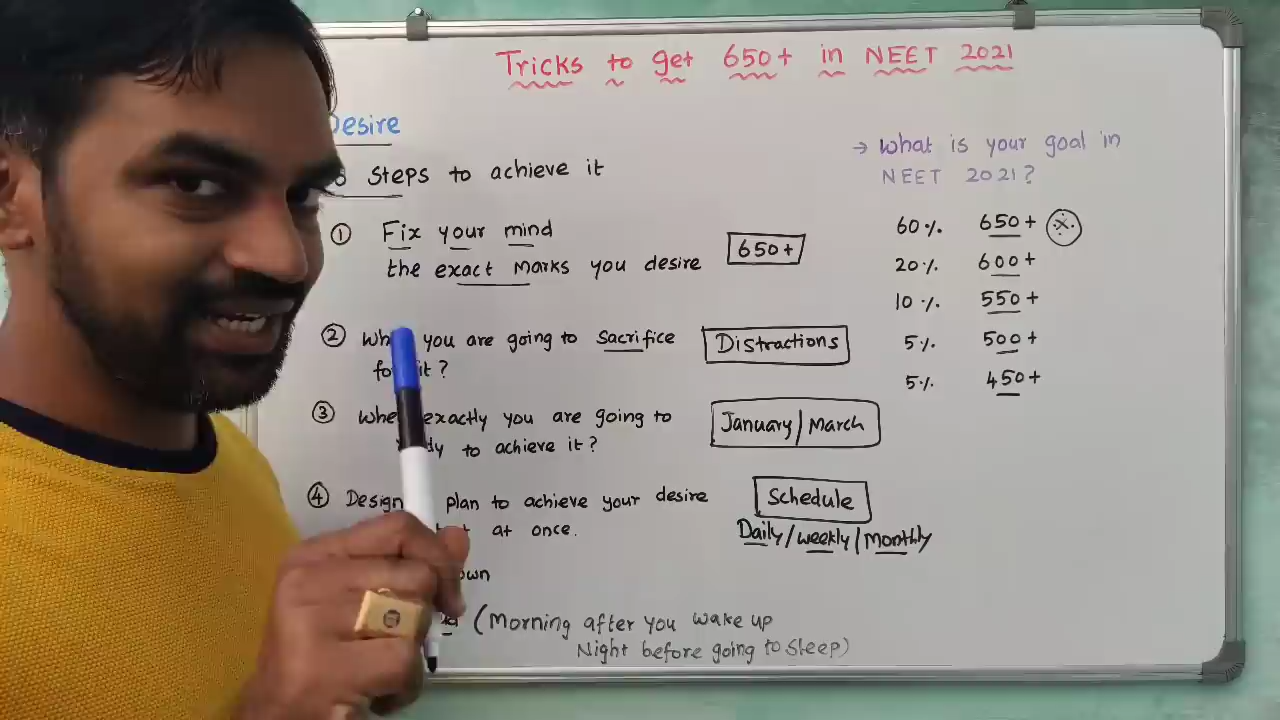 Tricks to get 650+ in NEET 2021
Desire
Steps to achieve it
① Fix your mind
the exact marks you desire
650+
② you are going to sacrifice
it?
Distractions
③ exactly you are going to
to achieve it?
January/March
④ Design plan to achieve your desire
at once.
Schedule
Daily/weekly/Monthly
(Morning after you wake up
Night before going to sleep)
→ What is your goal in
NEET 2021?
60% 650+
20% 600+
10% 550+
5% 500+
5% 450+